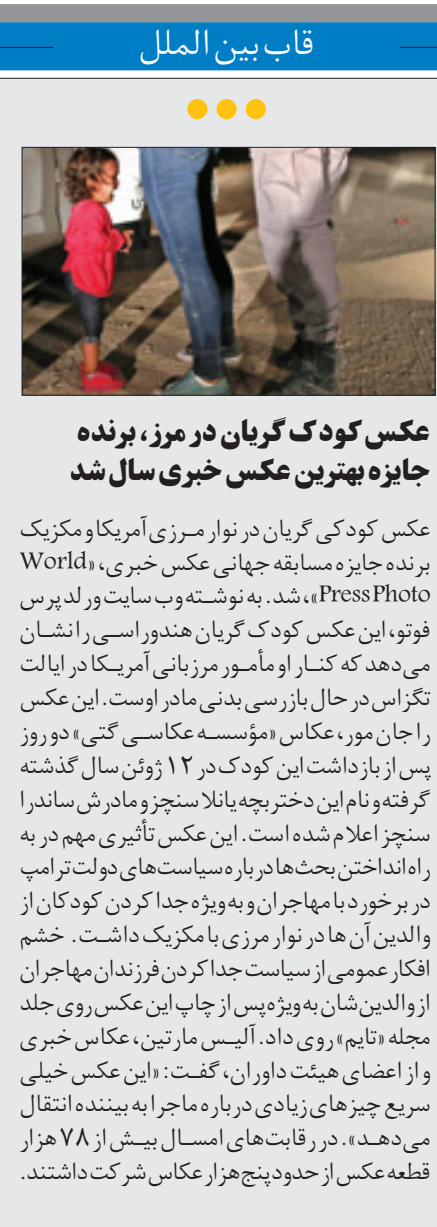 قاب بین الملل
عکس کودک گریان در مرز، برنده
جایزه بهترین عکس خبری سال شد
عکس کودکی گریان در نوار مرزی آمریکا و مکزیک
برنده جایزه مسابقه جهانی عکس خبری، «World
Press Photo»، شد. به نوشته وب سایت ورلد پرس
فوتو، این عکس کودک گریان هندوراسی را نشان
می‌دهد که کنار او مأمور مرزبانی آمریکا در ایالت
تگزاس در حال بازرسی بدنی مادر اوست. این عکس
را جان مور، عکاس «مؤسسه عکاسی گتی» دو روز
پس از بازداشت این کودک در ۱۲ ژوئن سال گذشته
گرفته و نام این دختر بچه یانلا سنچز و مادرش ساندرا
سنچز اعلام شده است. این عکس تأثیری مهم در به
راه انداختن بحث‌ها درباره سیاست‌های دولت ترامپ
در برخورد با مهاجران و به‌ویژه جدا کردن کودکان از
والدین آن ها در نوار مرزی با مکزیک داشت. خشم
افکار عمومی از سیاست جدا کردن فرزندان مهاجران
از والدین‌شان به‌ویژه پس از چاپ این عکس روی جلد
مجله «تایم» روی داد. آلیس مارتین، عکاس خبری
و از اعضای هیئت داوران، گفت: «این عکس خیلی
سریع چیزهای زیادی درباره ماجرا به بیننده انتقال
می‌دهد». در رقابت‌های امسال بیش از ۷۸ هزار
قطعه عکس از حدود پنج هزار عکاس شرکت داشتند.